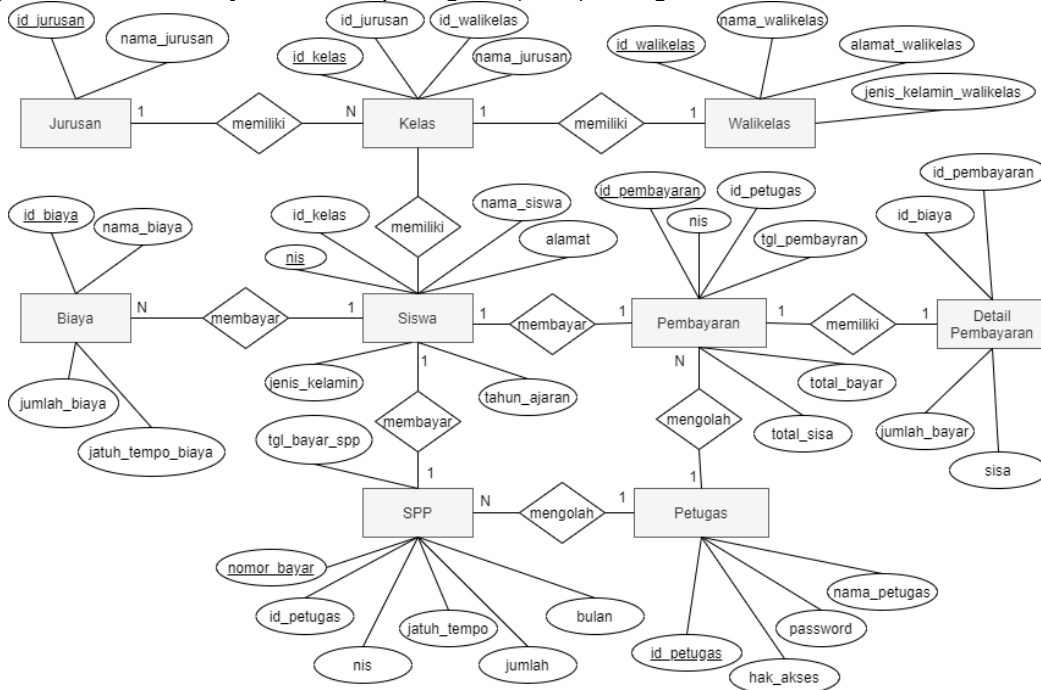 id_jurusan
nama_jurusan
id_jurusan
id_walikelas
id_kelas
nama_jurusan
nama_walikelas
id_walikelas
alamat_walikelas
jenis_kelamin_walikelas
Jurusan
1
memiliki
N
Kelas
1
memiliki
1
Walikelas
id_biaya
nama_biaya
id_kelas
nis
memiliki
nama_siswa
alamat
id_pembayaran
id_petugas
nis
tgl_pembayran
id_pembayaran
id_biaya
Biaya
N
membayar
1
Siswa
1
membayar
1
Pembayaran
1
memiliki
1
Detail
Pembayaran
jumlah_biaya
jatuh_tempo_biaya
jenis_kelamin
1
tahun_ajaran
N
total_bayar
total_sisa
jumlah_bayar
sisa
tgl_bayar_spp
membayar
mengolah
1
1
SPP
N
mengolah
1
Petugas
nomor_bayar
id_petugas
nis
jatuh_tempo
jumlah
bulan
nama_petugas
password
id_petugas
hak_akses